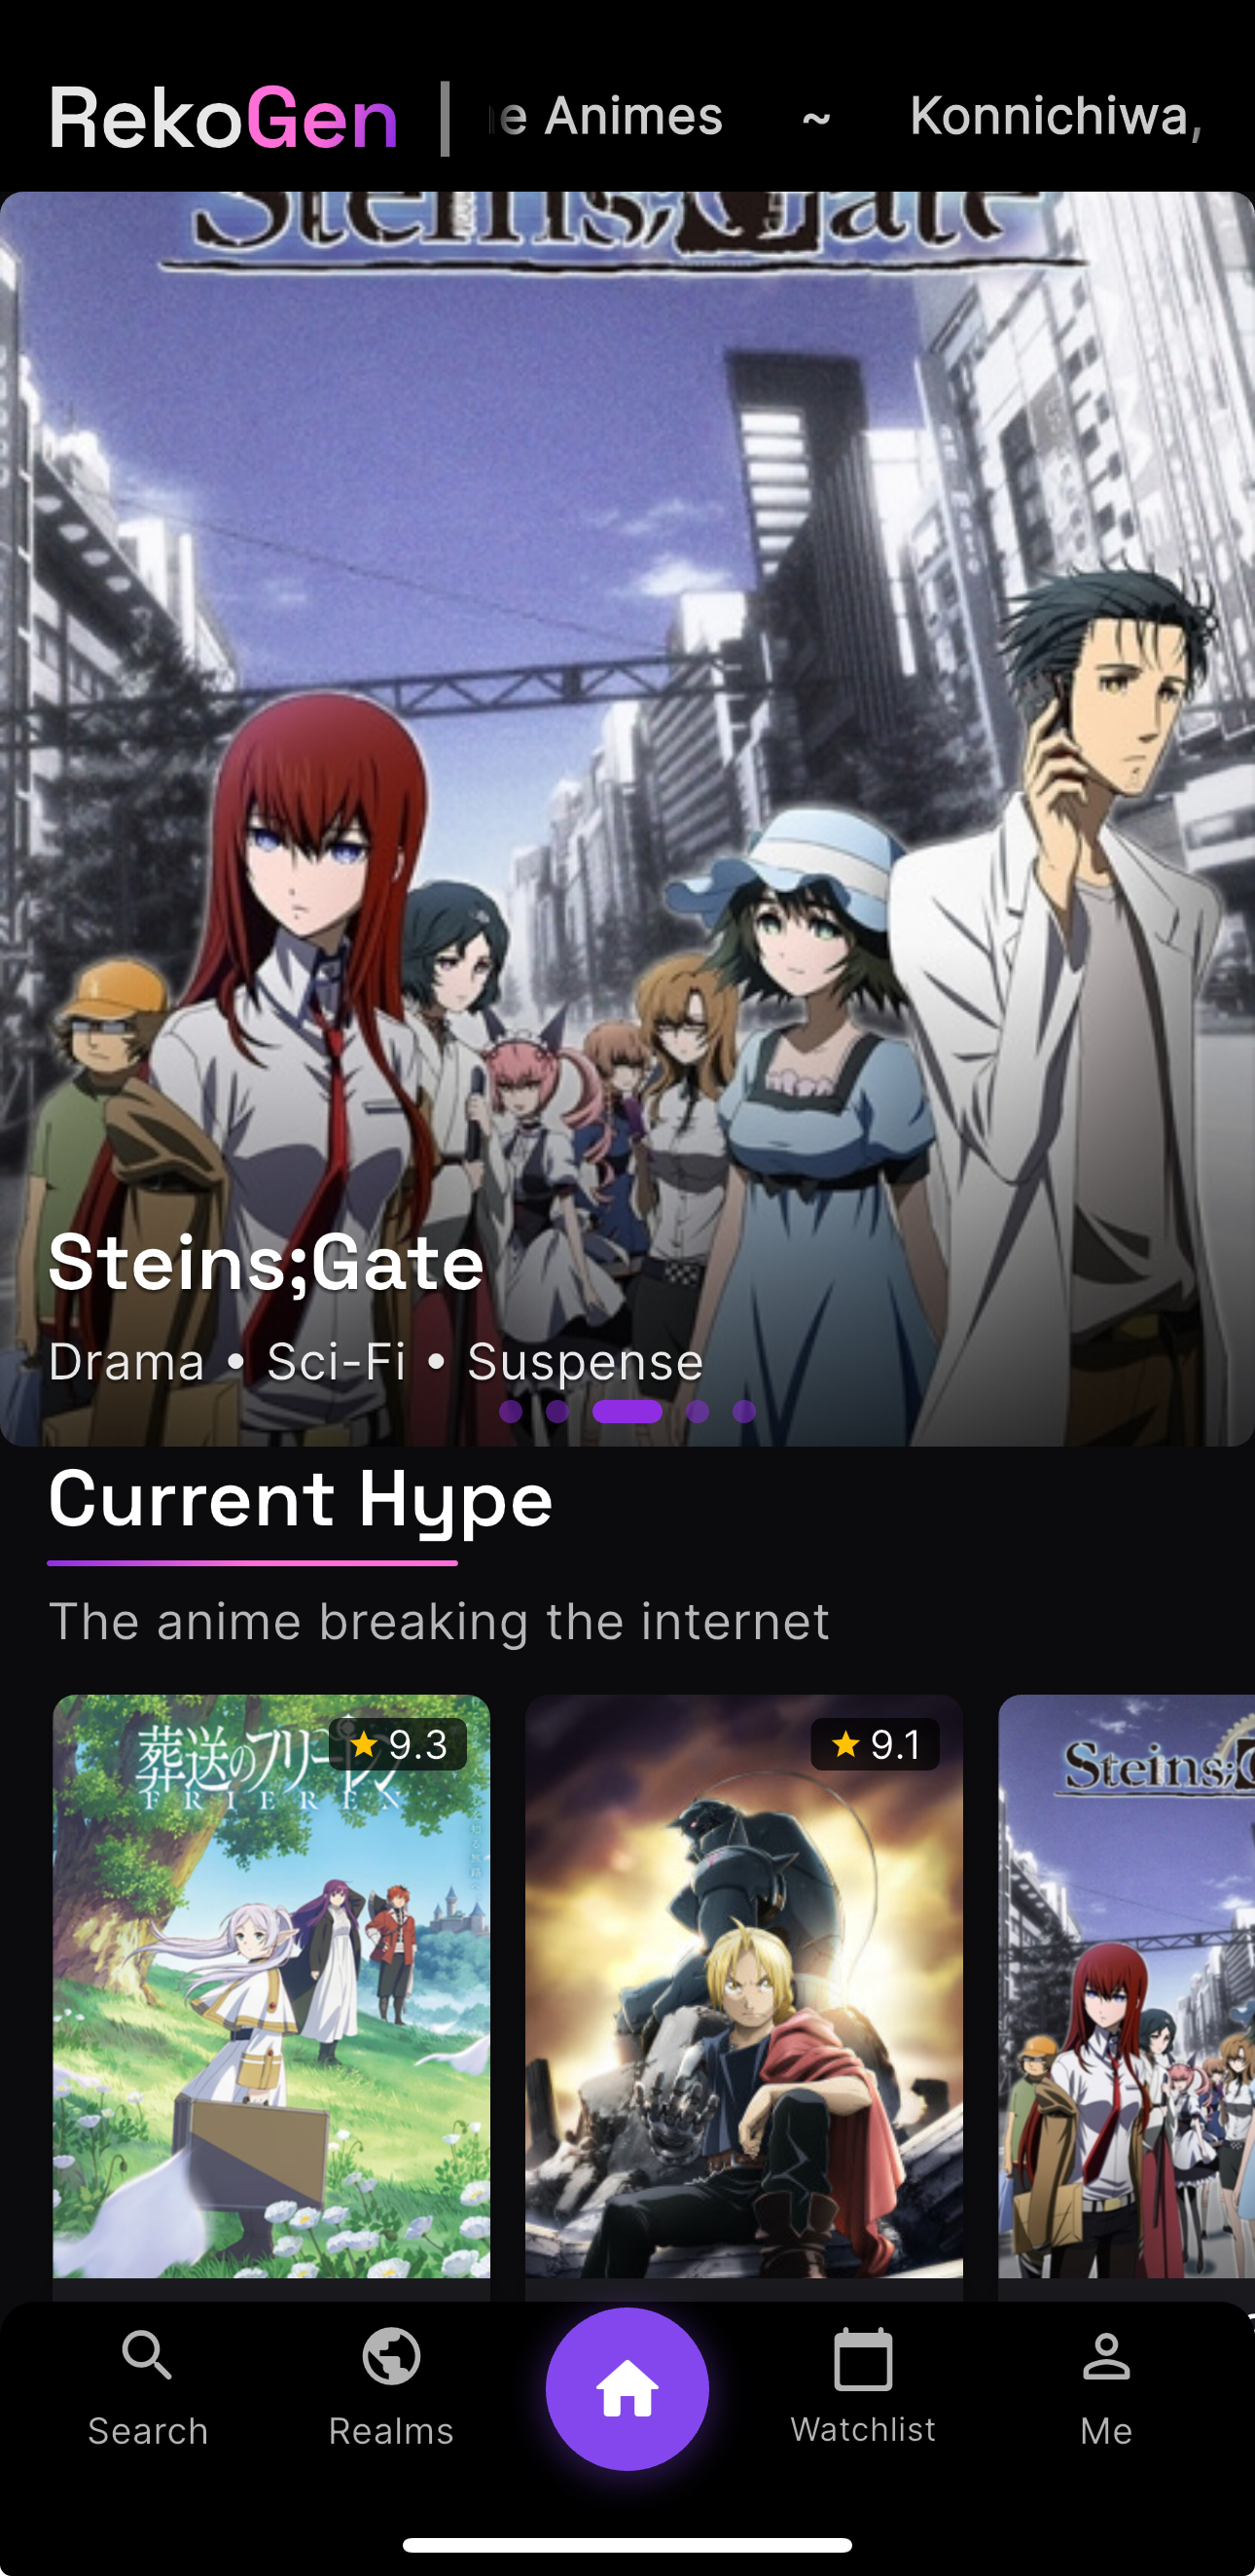 RekoGen | e Animes ~ Konnichiwa,
Steins;Gate
Steins;Gate
Drama • Sci-Fi • Suspense
Current Hype
The anime breaking the internet
葬送のフリーレン
FRIEREN
9.3
9.1
Steins;
Search
Realms
Watchlist
Me